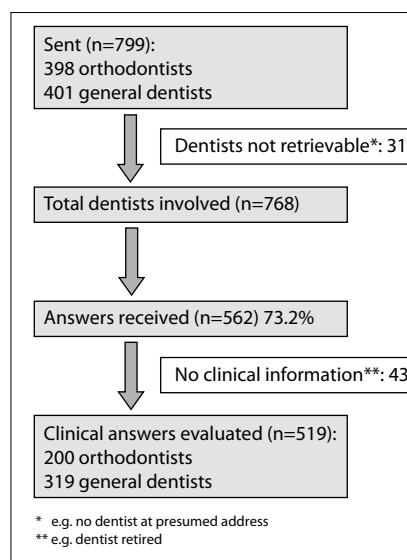 Sent (n=799):
398 orthodontists
401 general dentists
Dentists not retrievable*: 31
Total dentists involved (n=768)
Answers received (n=562) 73.2%
No clinical information**: 43
Clinical answers evaluated (n=519):
200 orthodontists
319 general dentists
* e.g. no dentist at presumed address
** e.g. dentist retired